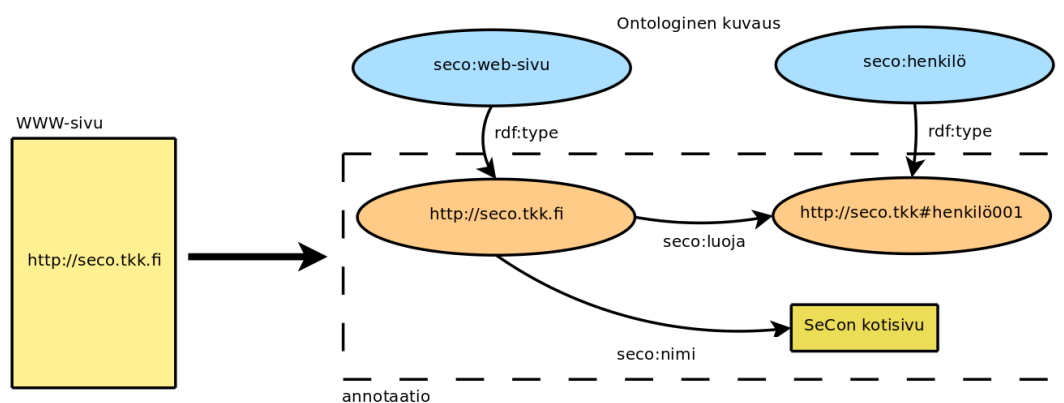 Ontologinen kuvaus
seco:web-sivu
seco:henkilö
WWW-sivu
rdf:type
rdf:type
http://seco.tkk.fi
http://seco.tkk.fi
http://seco.tkk#henkilö001
seco:luoja
SeCon kotisivu
seco:nimi
annotaatio